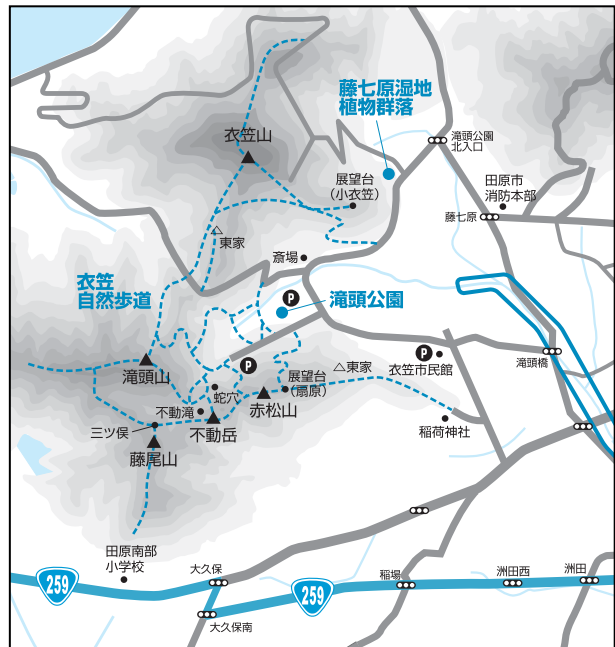 藤七原湿地
植物群落
滝頭公園
北入口
衣笠山
展望台
(小衣笠)
田原市
消防本部
藤七原
東家
斎場
衣笠
自然歩道
P
滝頭公園
P
P
東家
衣笠市民館
滝頭橋
滝頭山
展望台
(扇原)
蛇穴
赤松山
不動滝
三ツ俣
不動岳
稲荷神社
藤尾山
田原南部
小学校
大久保
稲場
洲田西
洲田
259
259
大久保南